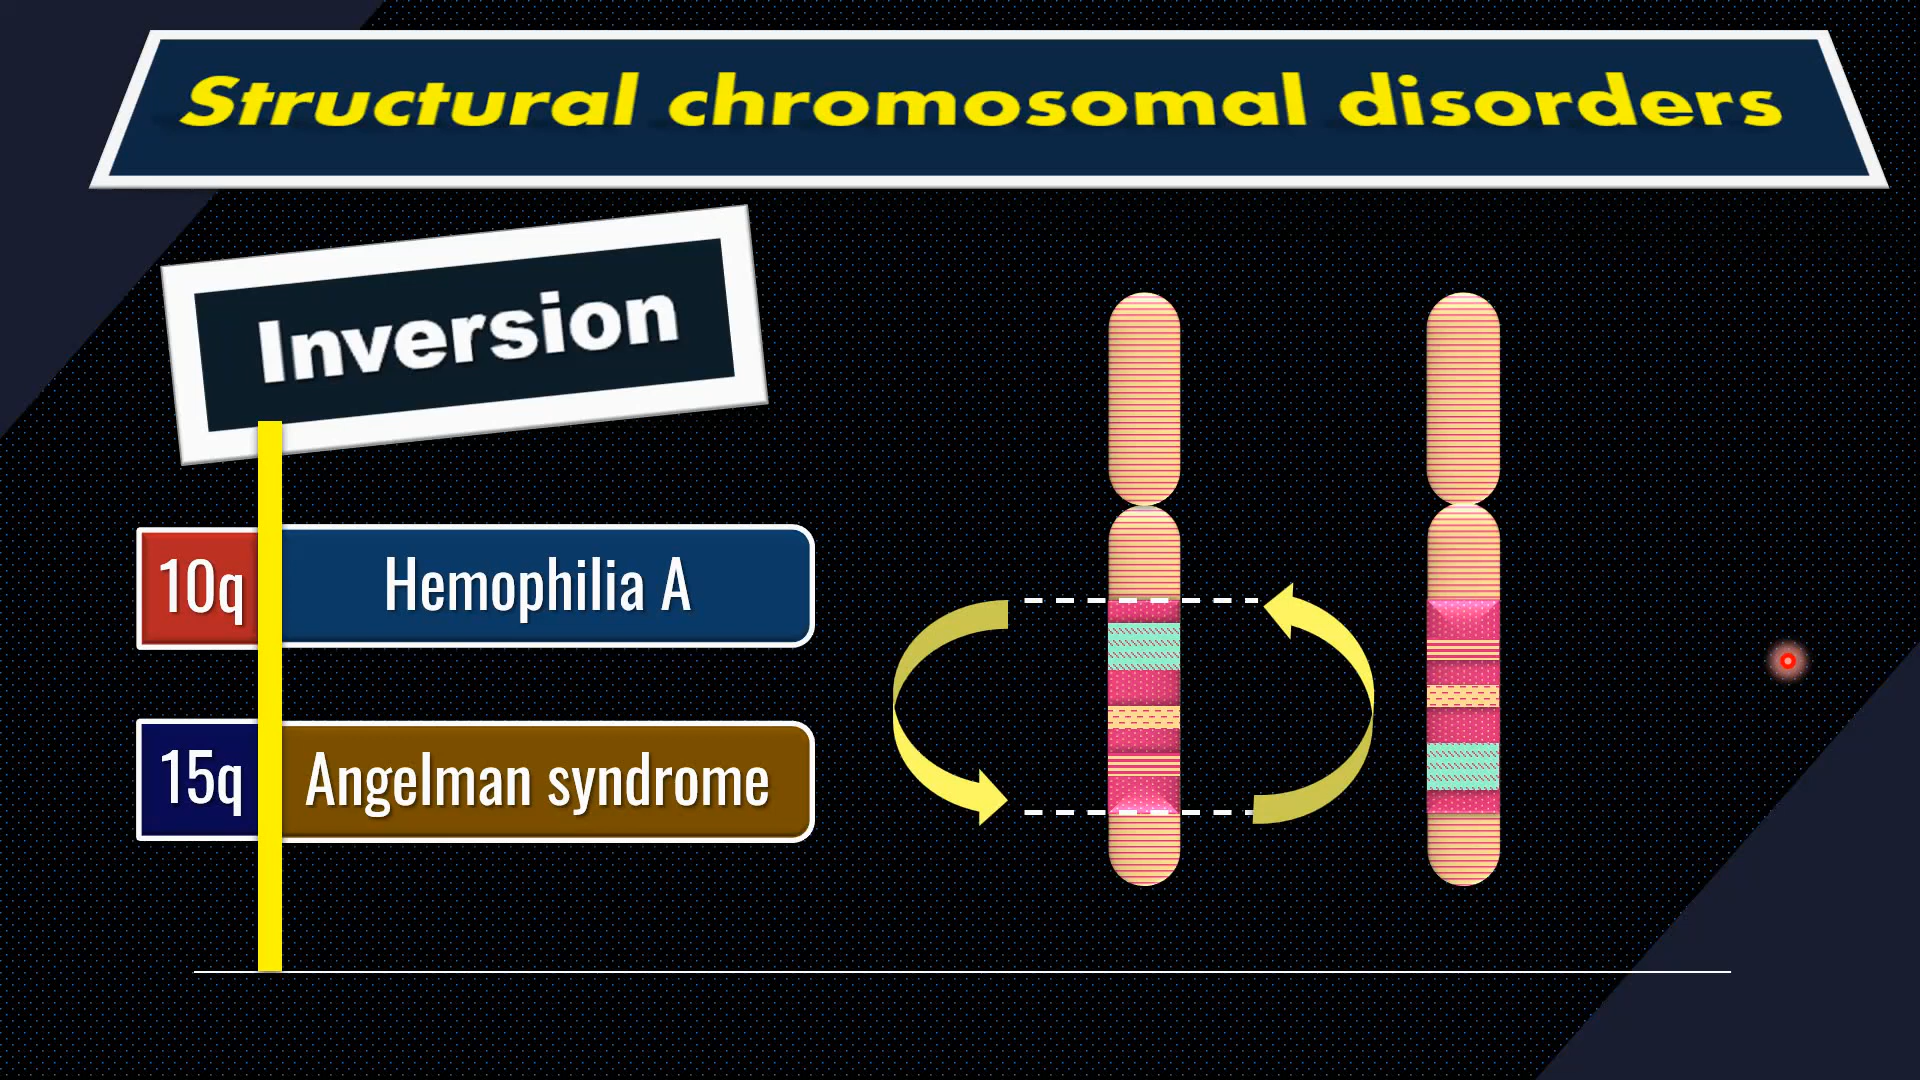 Structural chromosomal disorders
Inversion
10q Hemophilia A
15q Angelman syndrome